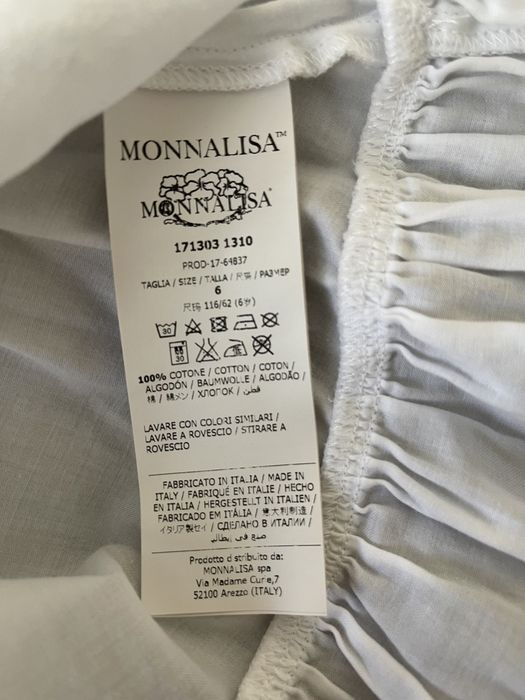 MONNALISA™
MONNALISA®
171303 1310
PROD-17-64837
TAGLIA / SIZE / TALLA / 尺码 / РАЗМЕР
6
尺码 116/62 (6岁)
30
30
100% COTONE / COTTON / COTON /
ALGODÓN / BAUMWOLLE / ALGODÃO /
棉 / 綿メン / ХЛОПОК / قطن
LAVARE CON COLORI SIMILARI /
LAVARE A ROVESCIO / STIRARE A
ROVESCIO
FABBRICATO IN ITALIA / MADE IN
ITALY / FABRIQUÉ EN ITALIE / HECHO
EN ITALIA / HERGESTELLT IN ITALIEN /
FABRICADO EM ITÁLIA / 意大利制造 /
イタリア製セイ / СДЕЛАНО В ИТАЛИИ /
صنع في إيطاليا
Prodotto distribuito da:
MONNALISA spa
Via Madame Curie,7
52100 Arezzo (ITALY)